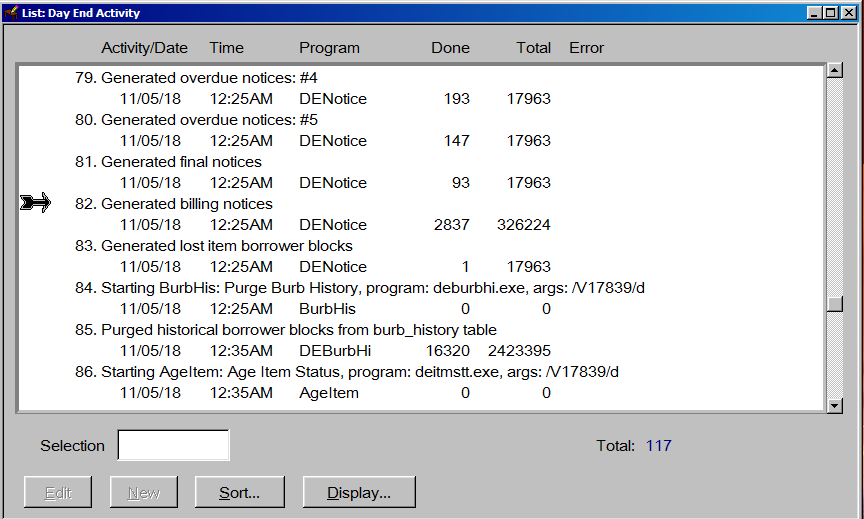 List: Day End Activity
Activity/Date Time Program Done Total Error
79. Generated overdue notices: #4
11/05/18 12:25AM DENotice 193 17963
80. Generated overdue notices: #5
11/05/18 12:25AM DENotice 147 17963
81. Generated final notices
11/05/18 12:25AM DENotice 93 17963
82. Generated billing notices
11/05/18 12:25AM DENotice 2837 326224
83. Generated lost item borrower blocks
11/05/18 12:25AM DENotice 1 17963
84. Starting BurbHis: Purge Burb History, program: deburbhi.exe, args: /V17839/d
11/05/18 12:25AM BurbHis 0 0
85. Purged historical borrower blocks from burb_history table
11/05/18 12:35AM DEBurbHi 16320 2423395
86. Starting AgeItem: Age Item Status, program: deitmstt.exe, args: /V17839/d
11/05/18 12:35AM AgeItem 0 0
Selection Total: 117
Edit New Sort... Display...